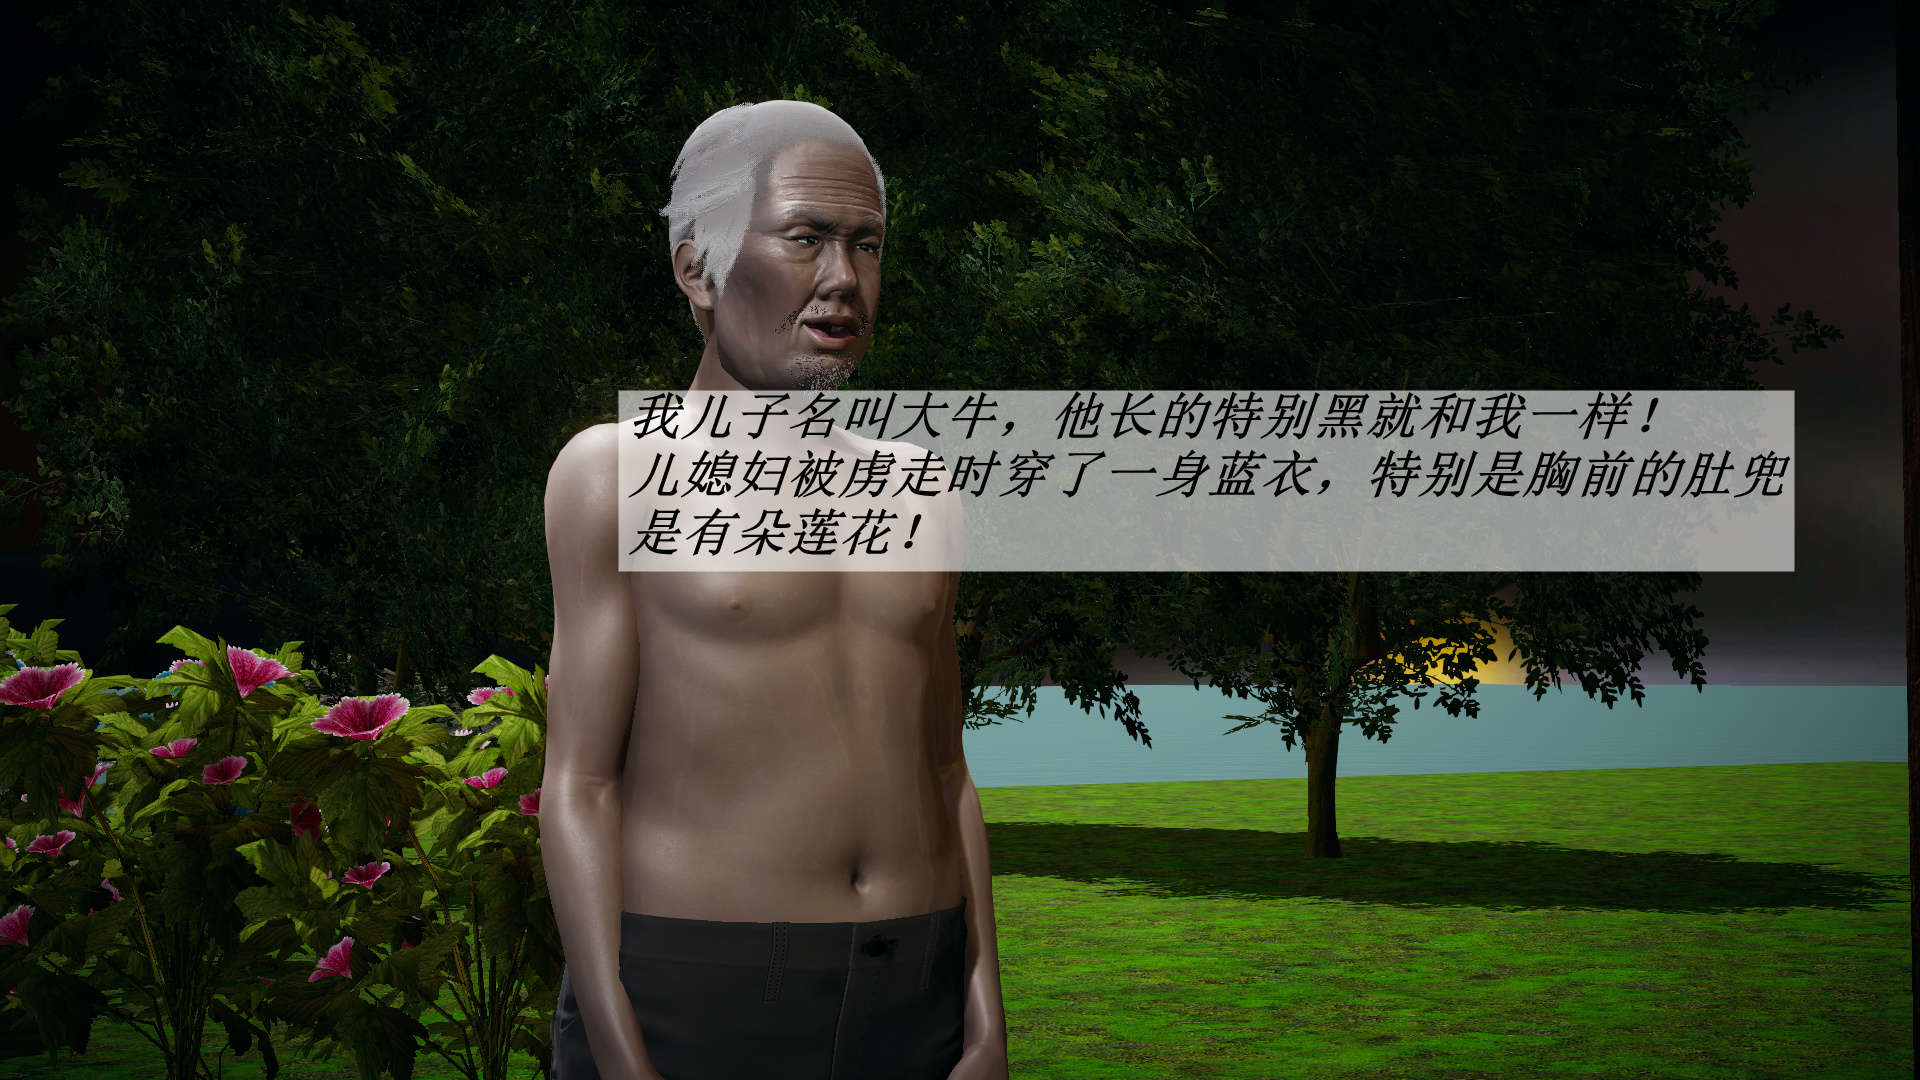 我儿子名叫大牛，他长的特别黑就和我一样！
儿媳妇被虏走时穿了一身蓝衣，特别是胸前的肚兜
是有朵莲花！